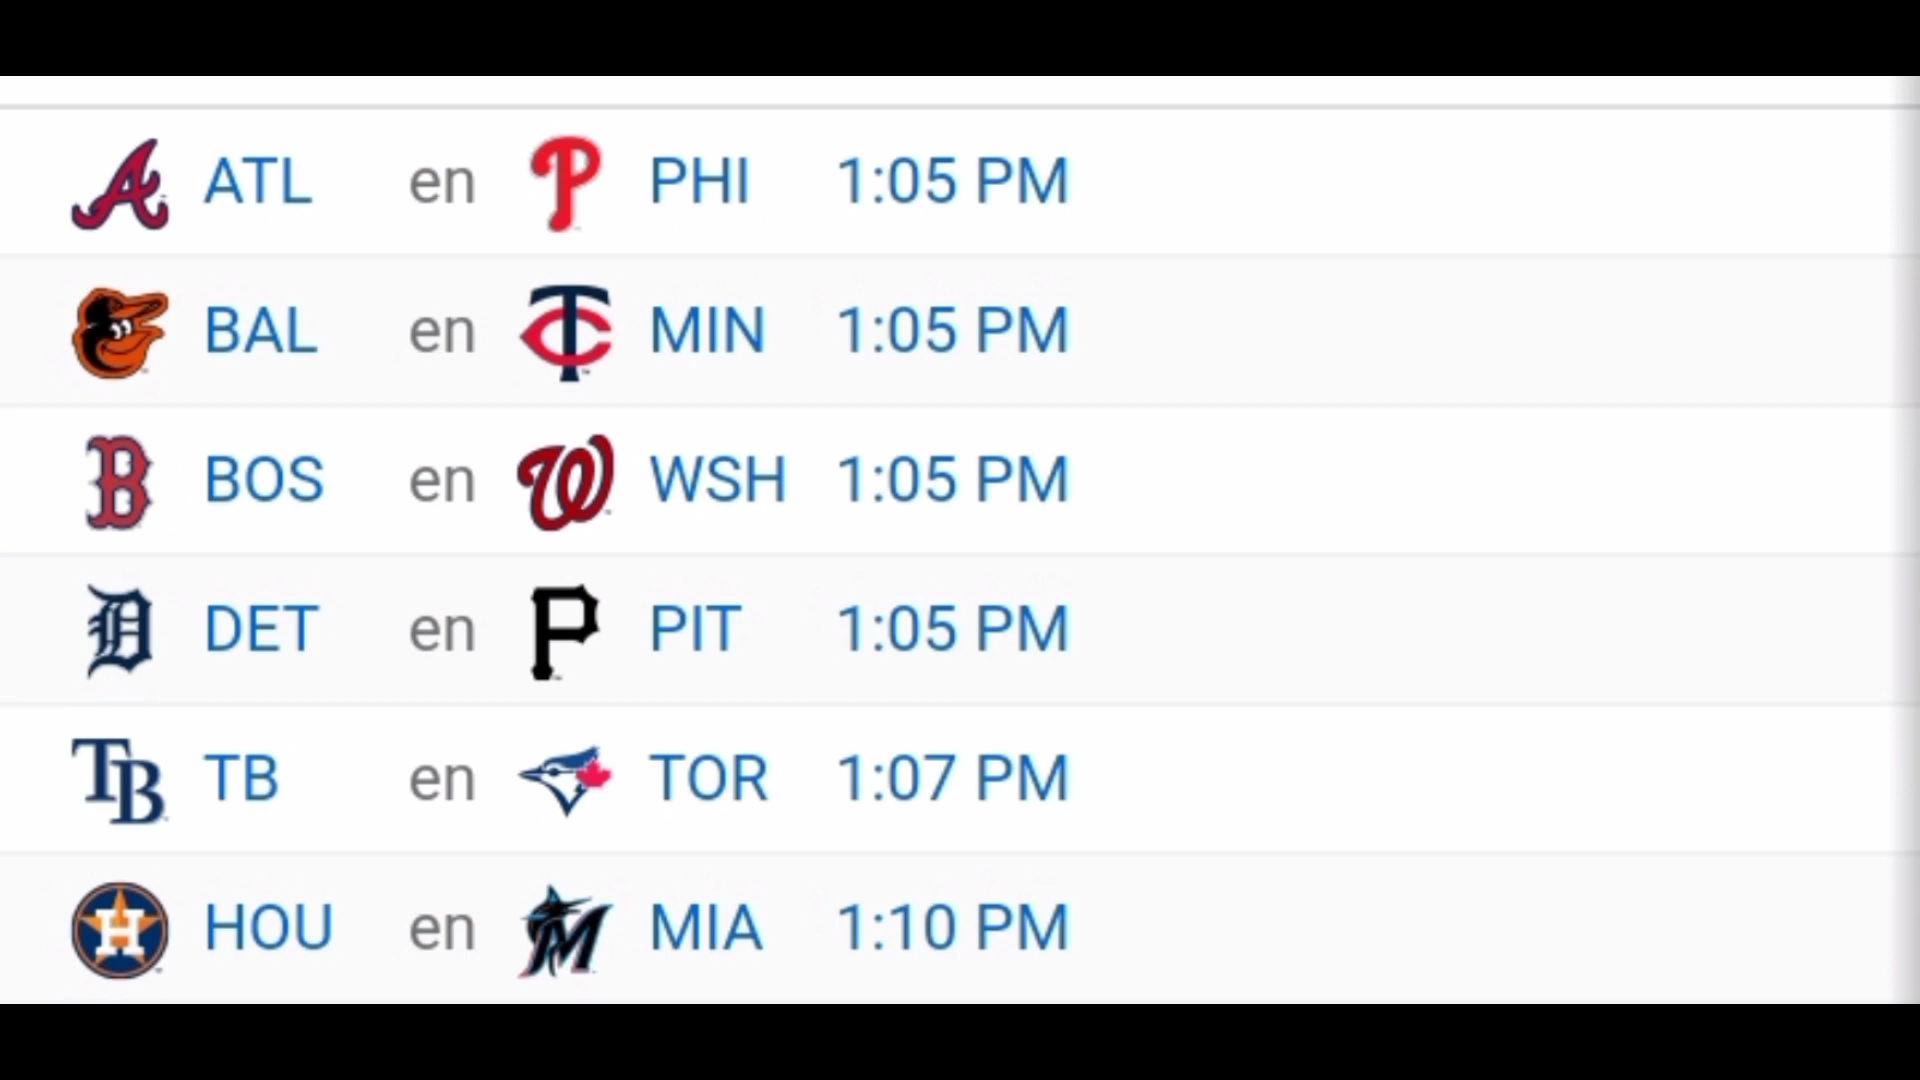 ATL en PHI 1:05 PM
BAL en MIN 1:05 PM
BOS en WSH 1:05 PM
DET en PIT 1:05 PM
TB en TOR 1:07 PM
HOU en MIA 1:10 PM